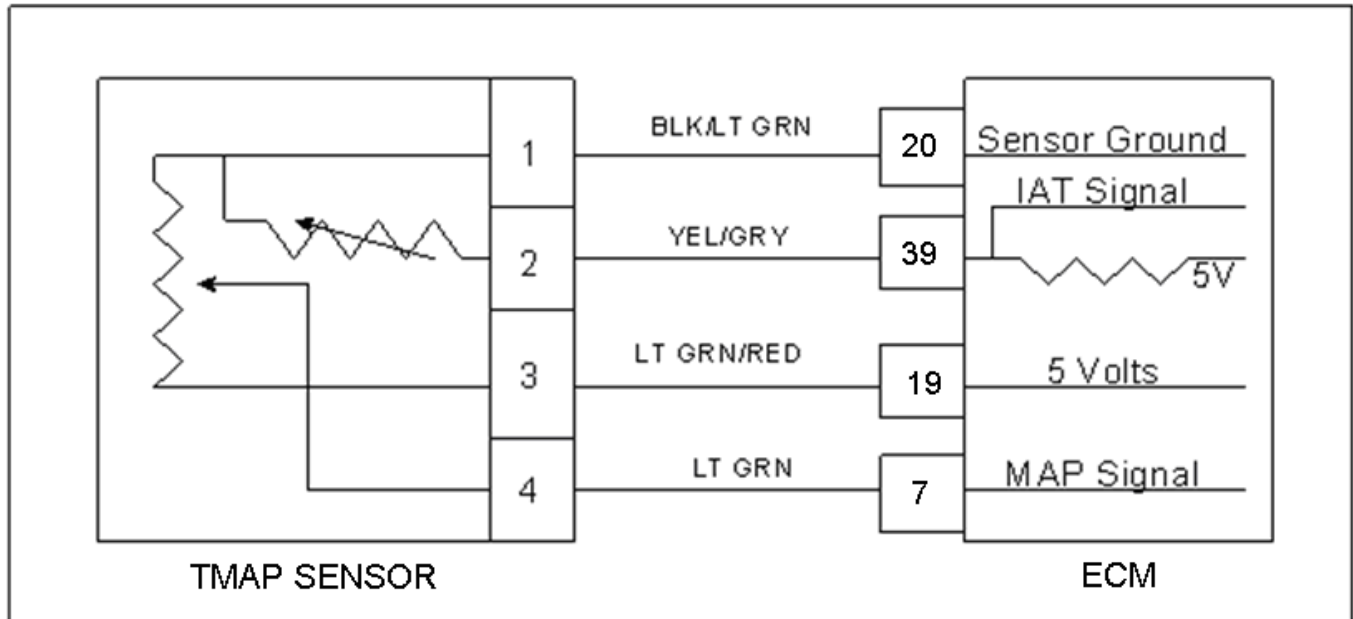 1
BLK/LT GRN
20
Sensor Ground
IAT Signal
2
YEL/GRY
39
5V
3
LT GRN/RED
19
5 Volts
4
LT GRN
7
MAP Signal
TMAP SENSOR
ECM